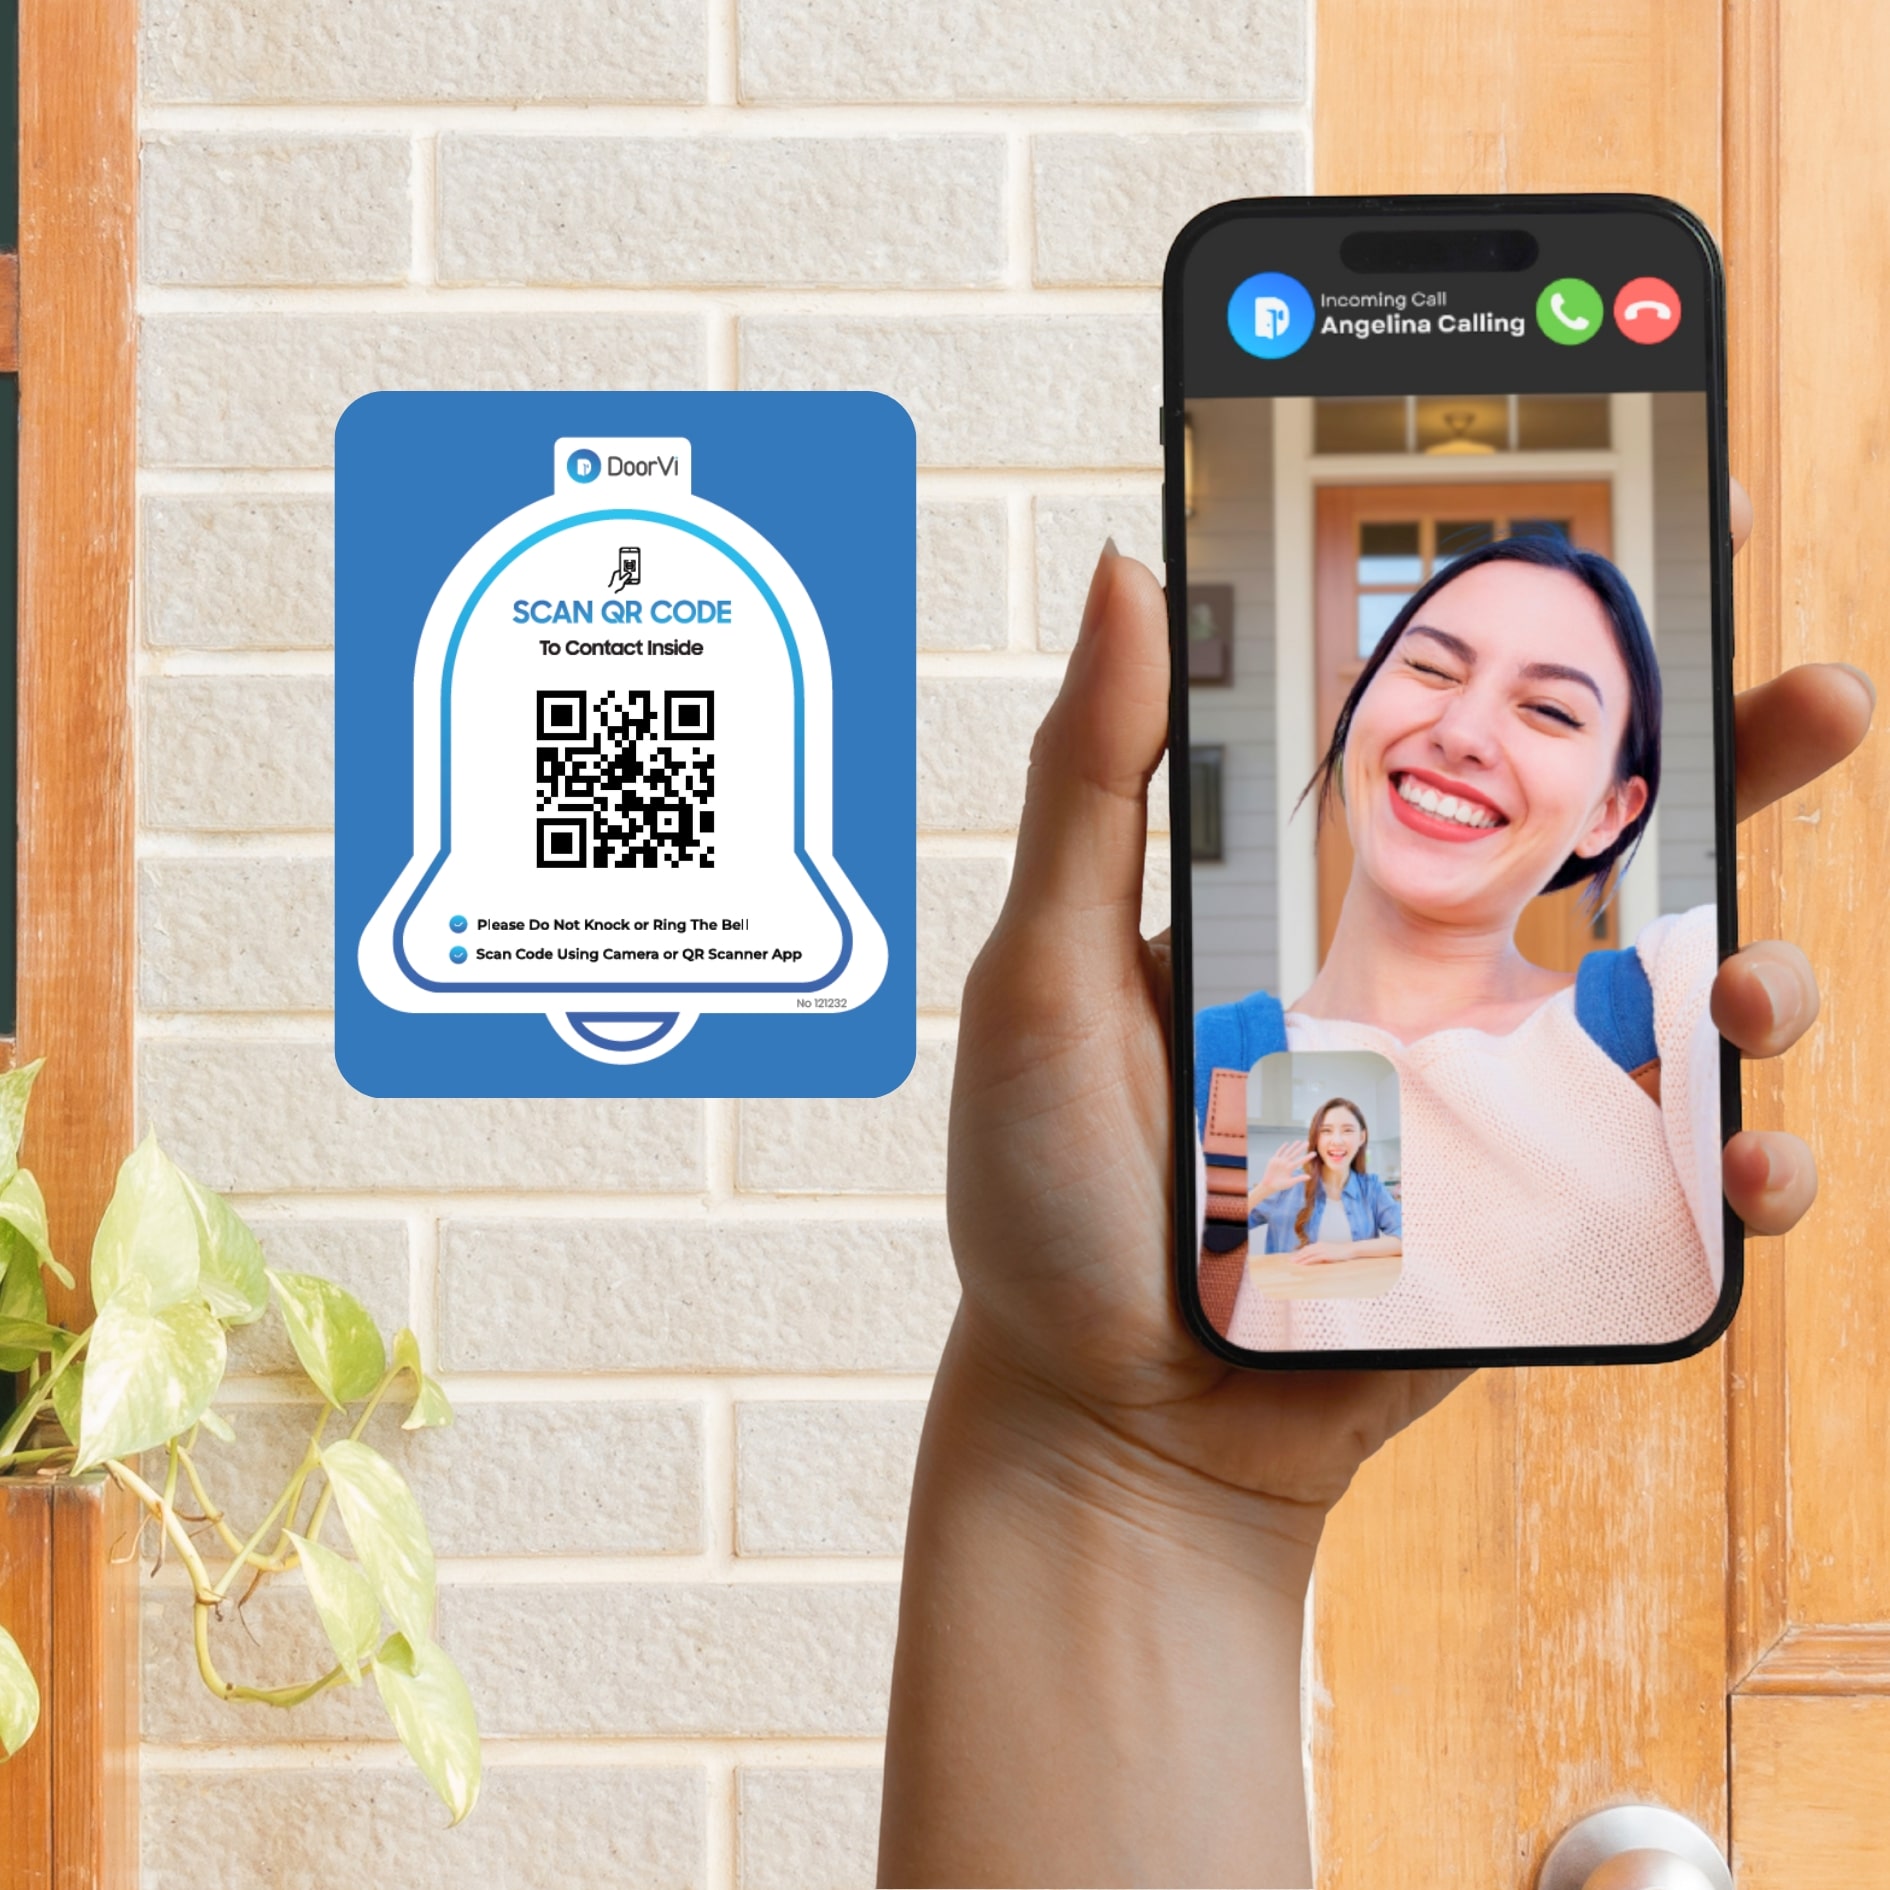 DoorVi
SCAN QR CODE
To Contact Inside
Please Do Not Knock or Ring The Bell
Scan Code Using Camera or QR Scanner App
No 121232
Incoming Call
Angelina Calling